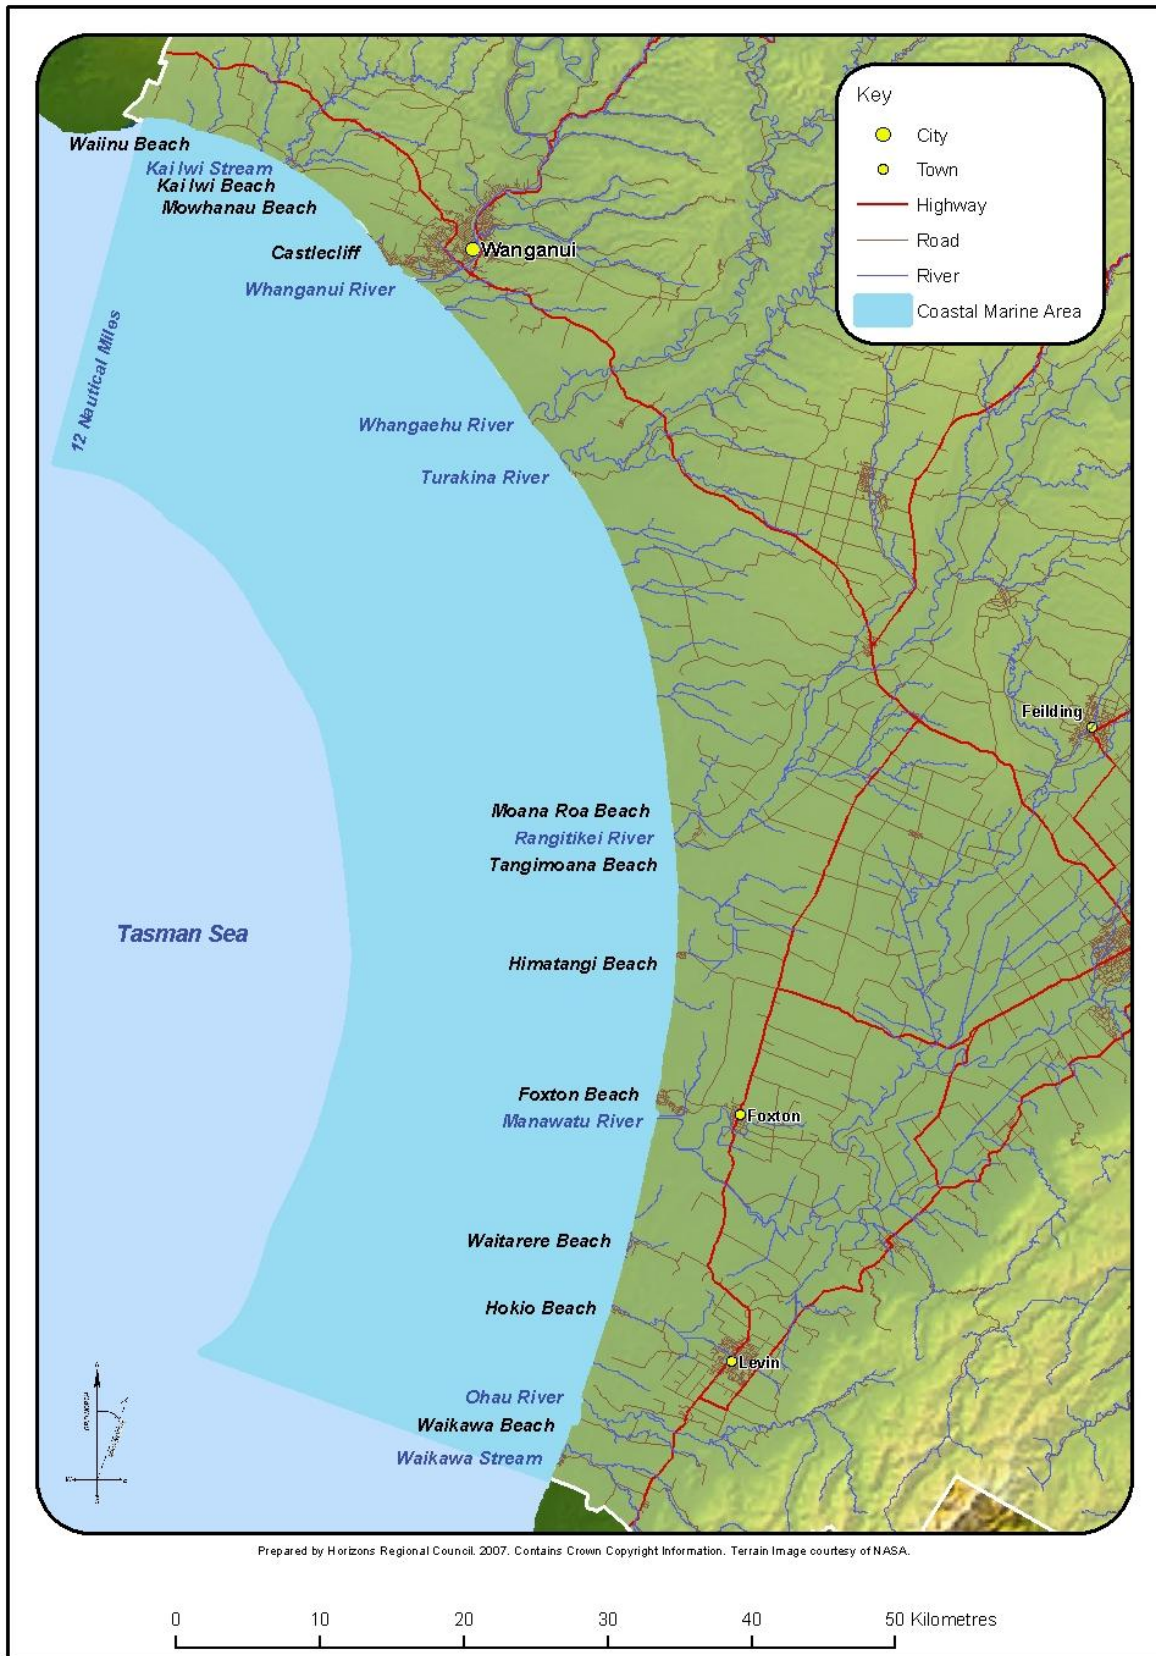 Key
City
Town
Highway
Road
River
Coastal Marine Area
Waiinu Beach
Kai Iwi Stream
Kai Iwi Beach
Mowhanau Beach
Castlecliff
Wanganui
Whanganui River
12 Nautical Miles
Whangaehu River
Turakina River
Feilding
Moana Roa Beach
Rangitikei River
Tangimoana Beach
Tasman Sea
Himatangi Beach
Foxton Beach
Manawatu River
Foxton
Waitarere Beach
Hokio Beach
Levin
Ohau River
Waikawa Beach
Waikawa Stream
Prepared by Horizons Regional Council. 2007. Contains Crown Copyright Information. Terrain Image courtesy of NASA.
0 10 20 30 40 50 Kilometres